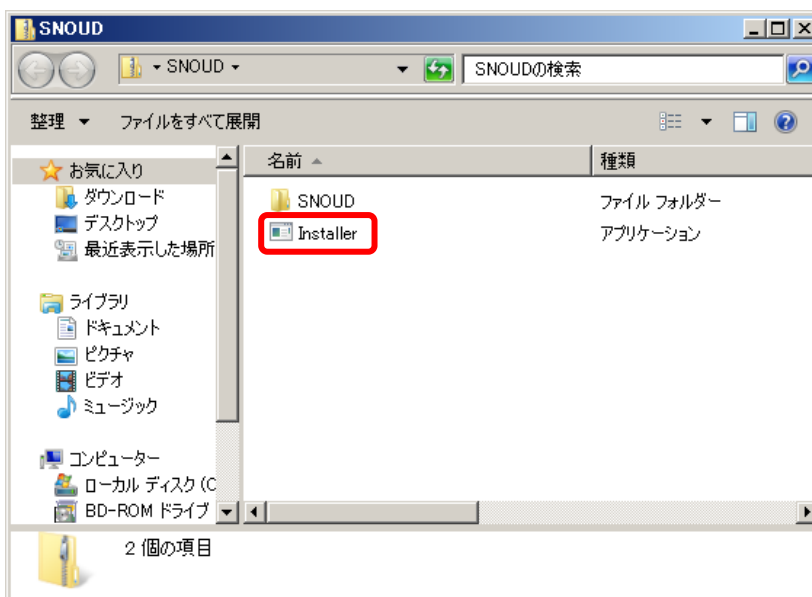 SNOUD
SNOUD
SNOUDの検索
整理
ファイルをすべて展開
お気に入り
ダウンロード
デスクトップ
最近表示した場所
ライブラリ
ドキュメント
ピクチャ
ビデオ
ミュージック
コンピューター
ローカル ディスク (C
BD-ROM ドライブ
名前 種類
SNOUD ファイル フォルダー
Installer アプリケーション
2 個の項目